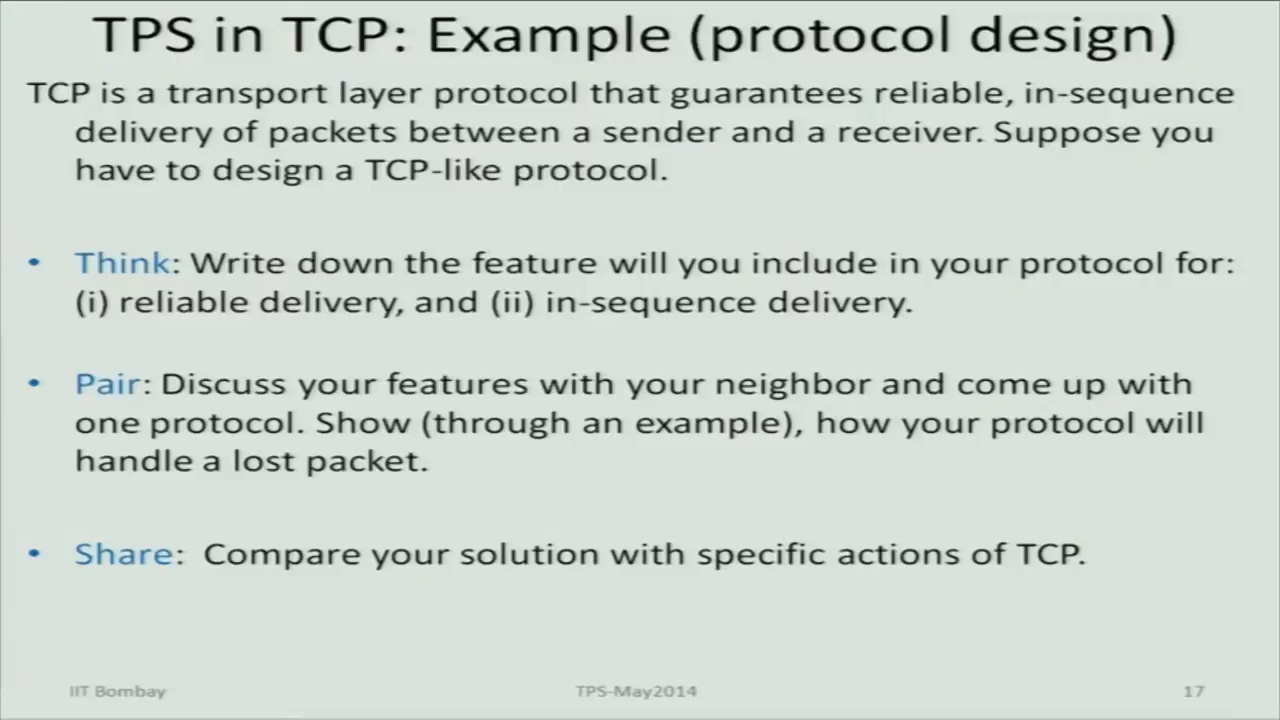 TPS in TCP: Example (protocol design)
TCP is a transport layer protocol that guarantees reliable, in-sequence
delivery of packets between a sender and a receiver. Suppose you
have to design a TCP-like protocol.
• Think: Write down the feature will you include in your protocol for:
(i) reliable delivery, and (ii) in-sequence delivery.
• Pair: Discuss your features with your neighbor and come up with
one protocol. Show (through an example), how your protocol will
handle a lost packet.
• Share: Compare your solution with specific actions of TCP.
IIT Bombay
TPS-May2014
17